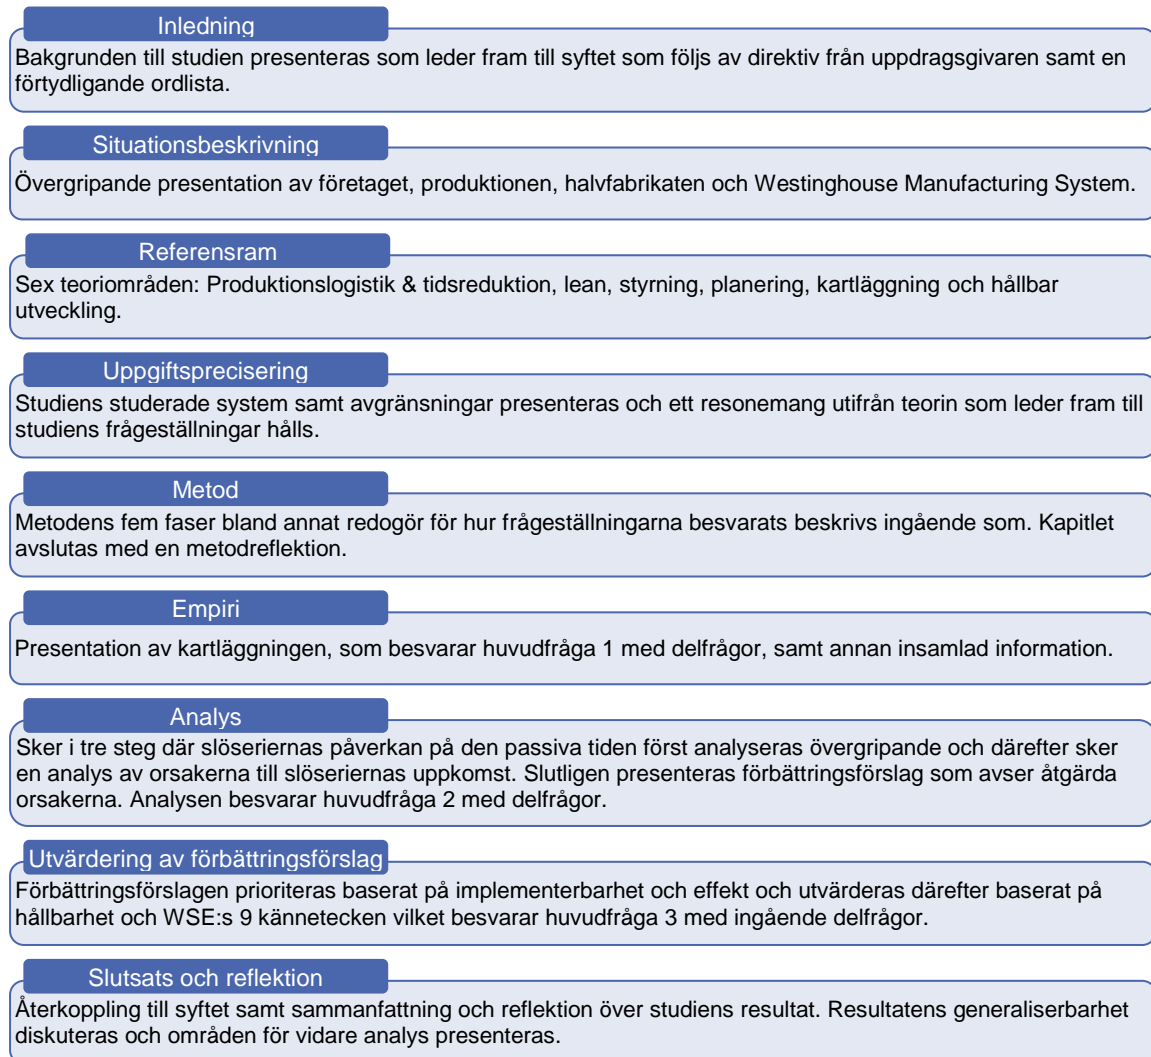 Inledning
Bakgrunden till studien presenteras som leder fram till syftet som följs av direktiv från uppdragsgivaren samt en
förtydligande ordlista.
Situationsbeskrivning
Övergripande presentation av företaget, produktionen, halvfabrikaten och Westinghouse Manufacturing System.
Referensram
Sex teoriområden: Produktionslogistik & tidsreduktion, lean, styrning, planering, kartläggning och hållbar
utveckling.
Uppgiftsprecisering
Studiens studerade system samt avgränsningar presenteras och ett resonemang utifrån teorin som leder fram till
studiens frågeställningar hålls.
Metod
Metodens fem faser bland annat redogör för hur frågeställningarna besvarats beskrivs ingående som. Kapitlet
avslutas med en metodreflektion.
Empiri
Presentation av kartläggningen, som besvarar huvudfråga 1 med delfrågor, samt annan insamlad information.
Analys
Sker i tre steg där slöseriernas påverkan på den passiva tiden först analyseras övergripande och därefter sker
en analys av orsakerna till slöseriernas uppkomst. Slutligen presenteras förbättringsförslag som avser åtgärda
orsakerna. Analysen besvarar huvudfråga 2 med delfrågor.
Utvärdering av förbättringsförslag
Förbättringsförslagen prioriteras baserat på implementerbarhet och effekt och utvärderas därefter baserat på
hållbarhet och WSE:s 9 kännetecken vilket besvarar huvudfråga 3 med ingående delfrågor.
Slutsats och reflektion
Återkoppling till syftet samt sammanfattning och reflektion över studiens resultat. Resultatens generaliserbarhet
diskuteras och områden för vidare analys presenteras.